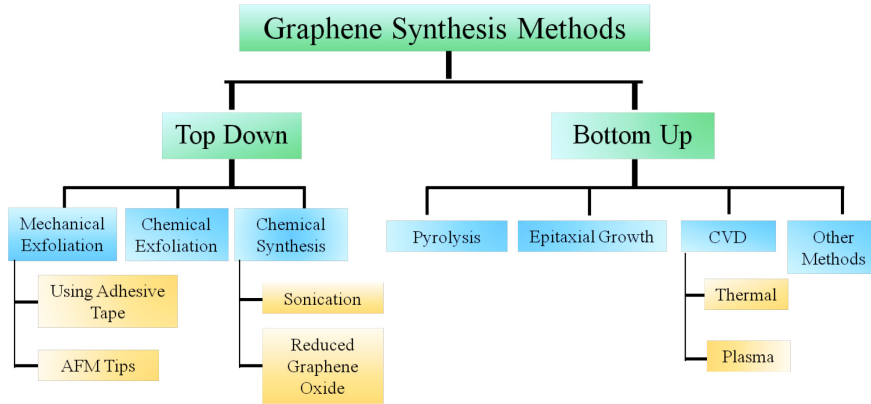 Graphene Synthesis Methods
Top Down
Bottom Up
Mechanical
Exfoliation
Chemical
Exfoliation
Chemical
Synthesis
Pyrolysis
Epitaxial Growth
CVD
Other
Methods
Using Adhesive
Tape
AFM Tips
Sonication
Reduced
Graphene
Oxide
Thermal
Plasma